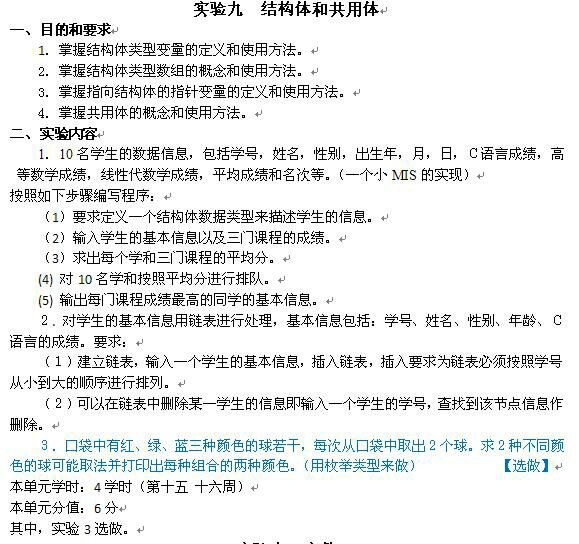 实验九 结构体和共用体
一、目的和要求
1. 掌握结构体类型变量的定义和使用方法。
2. 掌握结构体类型数组的概念和使用方法。
3. 掌握指向结构体的指针变量的定义和使用方法。
4. 掌握共用体的概念和使用方法。
二、实验内容
1. 10 名学生的数据信息，包括学号，姓名，性别，出生年，月，日，C语言成绩，高
等数学成绩，线性代数学成绩，平均成绩和名次等。（一个小 MIS 的实现）
按照如下步骤编写程序：
（1）要求定义一个结构体数据类型来描述学生的信息。
（2）输入学生的基本信息以及三门课程的成绩。
（3）求出每个学和三门课程的平均分。
(4) 对 10 名学和按照平均分进行排队。
(5) 输出每门课程成绩最高的同学的基本信息。
2．对学生的基本信息用链表进行处理，基本信息包括：学号、姓名、性别、年龄、C
语言的成绩。要求：
（1）建立链表，输入一个学生的基本信息，插入链表，插入要求为链表必须按照学号
从小到大的顺序进行排列。
（2）可以在链表中删除某一学生的信息即输入一个学生的学号，查找到该节点信息作
删除。
3．口袋中有红、绿、蓝三种颜色的球若干，每次从口袋中取出2个球。求2种不同颜
色的球可能取法并打印出每种组合的两种颜色。（用枚举类型来做） 【选做】
本单元学时：4 学时（第十五 十六周）
本单元分值：6 分
其中，实验 3 选做。